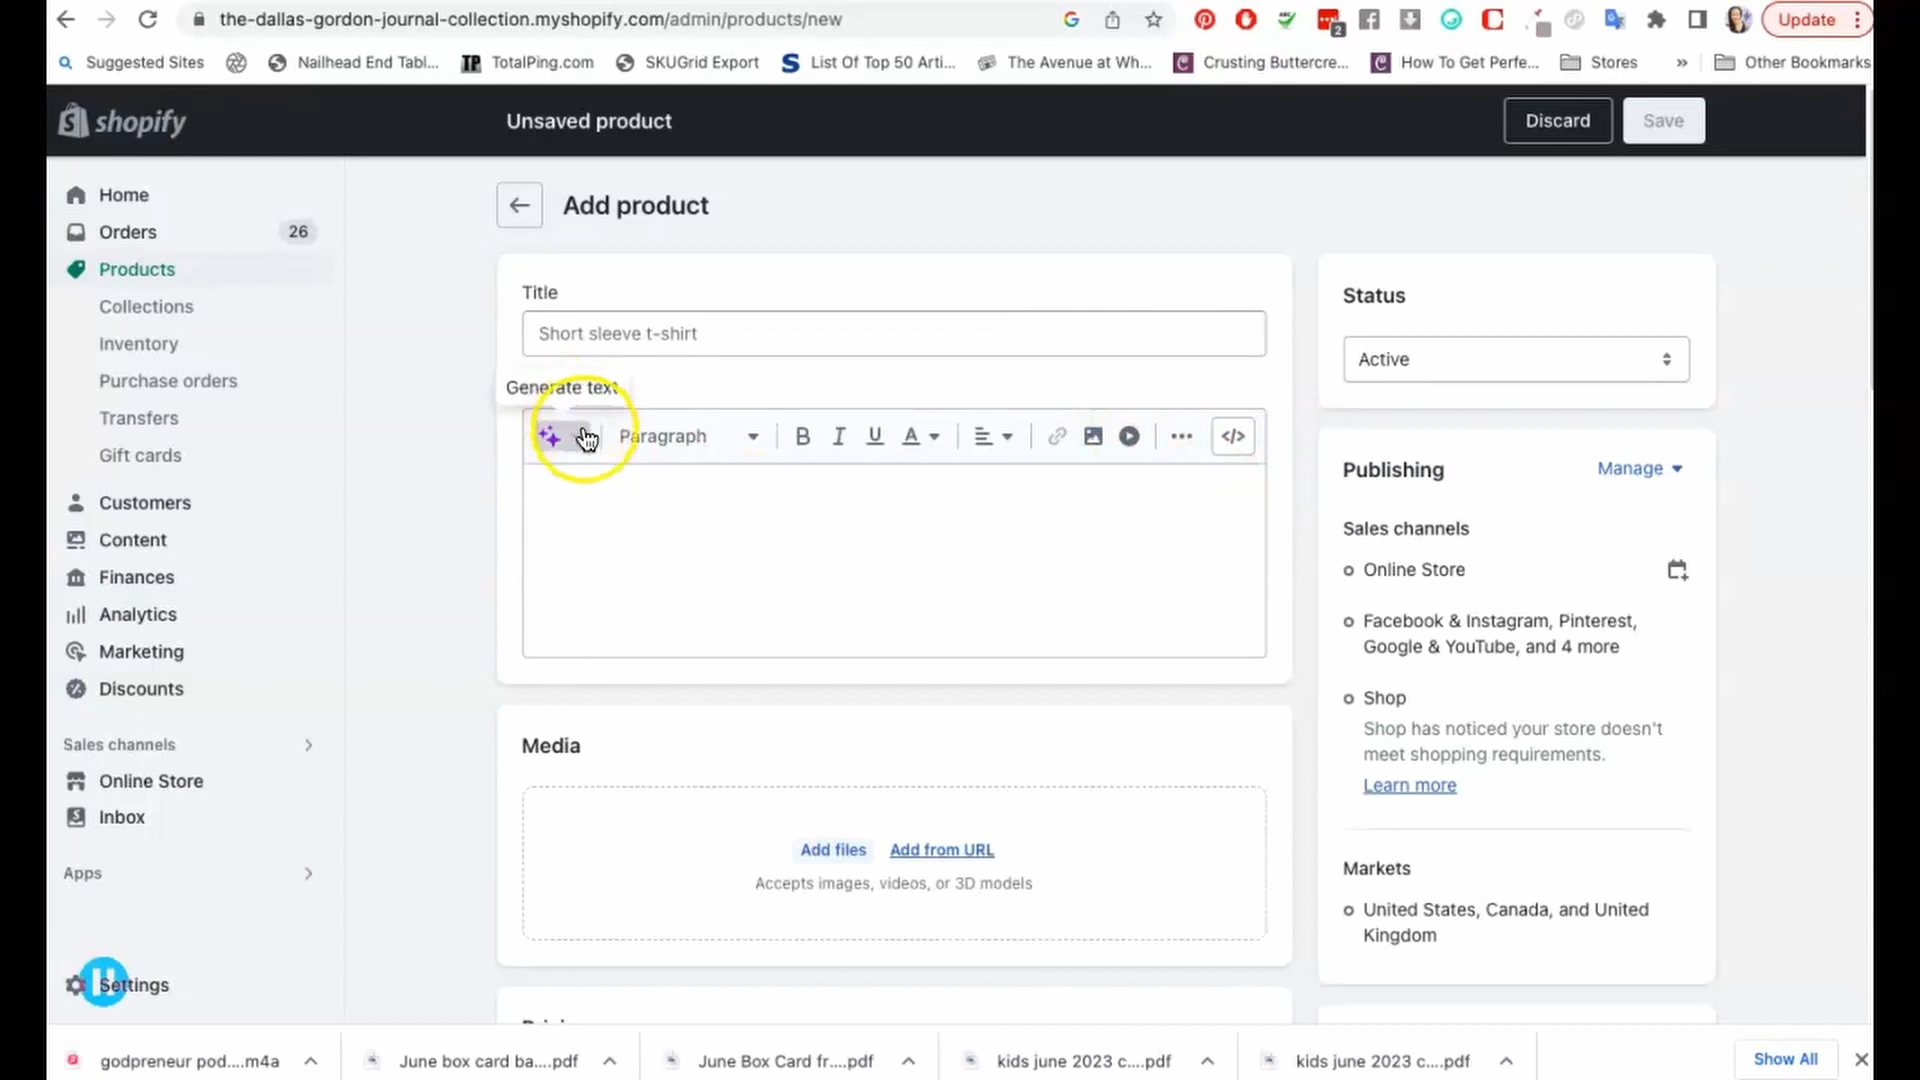 the-dallas-gordon-journal-collection.myshopify.com/admin/products/new
Update
2
Suggested Sites
Nailhead End Tabl...
TP TotalPing.com
SKUGrid Export
List Of Top 50 Arti...
The Avenue at Wh...
Crusting Buttercre...
How To Get Perfe...
Stores
»
Other Bookmarks
shopify
Unsaved product
Discard
Save
Home
Orders
26
Products
Collections
Inventory
Purchase orders
Transfers
Gift cards
Customers
Content
Finances
Analytics
Marketing
Discounts
Sales channels
Online Store
Inbox
Apps
Settings
Add product
Title
Short sleeve t-shirt
Generate text
Paragraph
B I U A
</>
Media
Add files Add from URL
Accepts images, videos, or 3D models
Status
Active
Publishing
Manage
Sales channels
Online Store
Facebook & Instagram, Pinterest,
Google & YouTube, and 4 more
Shop
Shop has noticed your store doesn't
meet shopping requirements.
Learn more
Markets
United States, Canada, and United
Kingdom
godpreneur pod....m4a
June box card ba....pdf
June Box Card fr....pdf
kids june 2023 c....pdf
kids june 2023 c....pdf
Show All